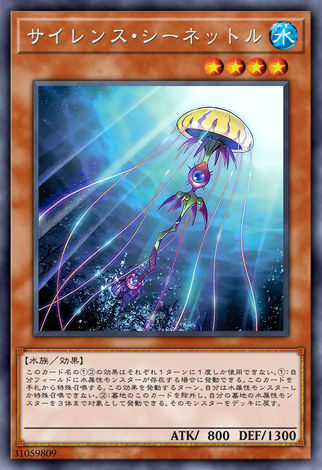 サイレンス・シーネットル
水
【水族/効果】
このカード名の①②の効果はそれぞれ1ターンに1度しか使用できない。①:自
分フィールドに水属性モンスターが存在する場合に発動できる。このカードを
手札から特殊召喚する。この効果を発動するターン、自分は水属性モンスターし
か特殊召喚できない。②:墓地のこのカードを除外し、自分の墓地の水属性モン
スターを3体まで対象として発動できる。そのモンスターをデッキに戻す。
ATK/ 800 DEF/1300
31059809